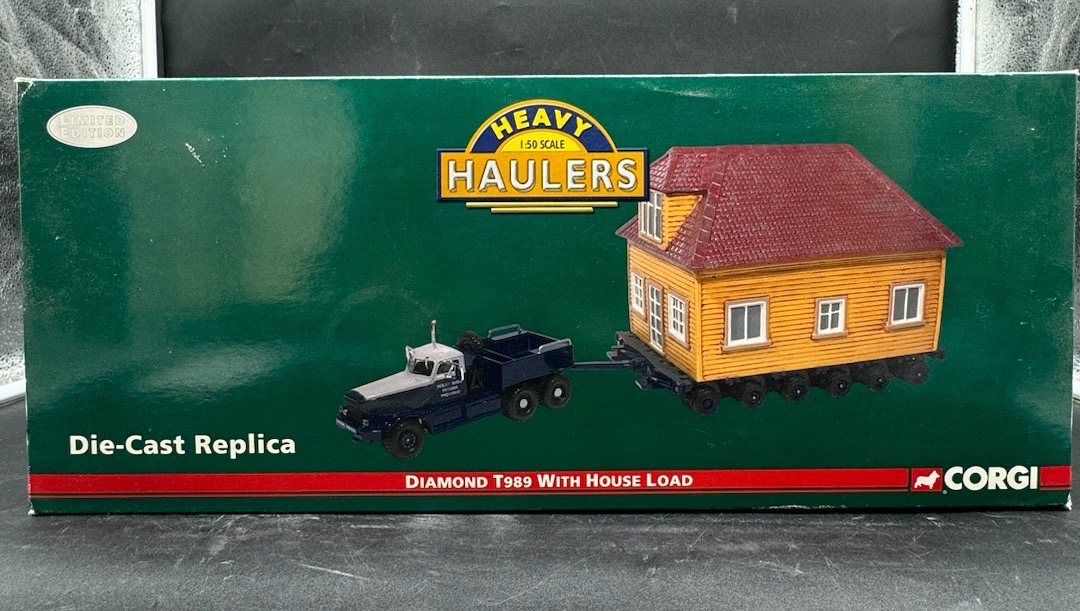 LIMITED
EDITION
HEAVY
1:50 SCALE
HAULERS
Die-Cast Replica
DIAMOND T989 WITH HOUSE LOAD
CORGI